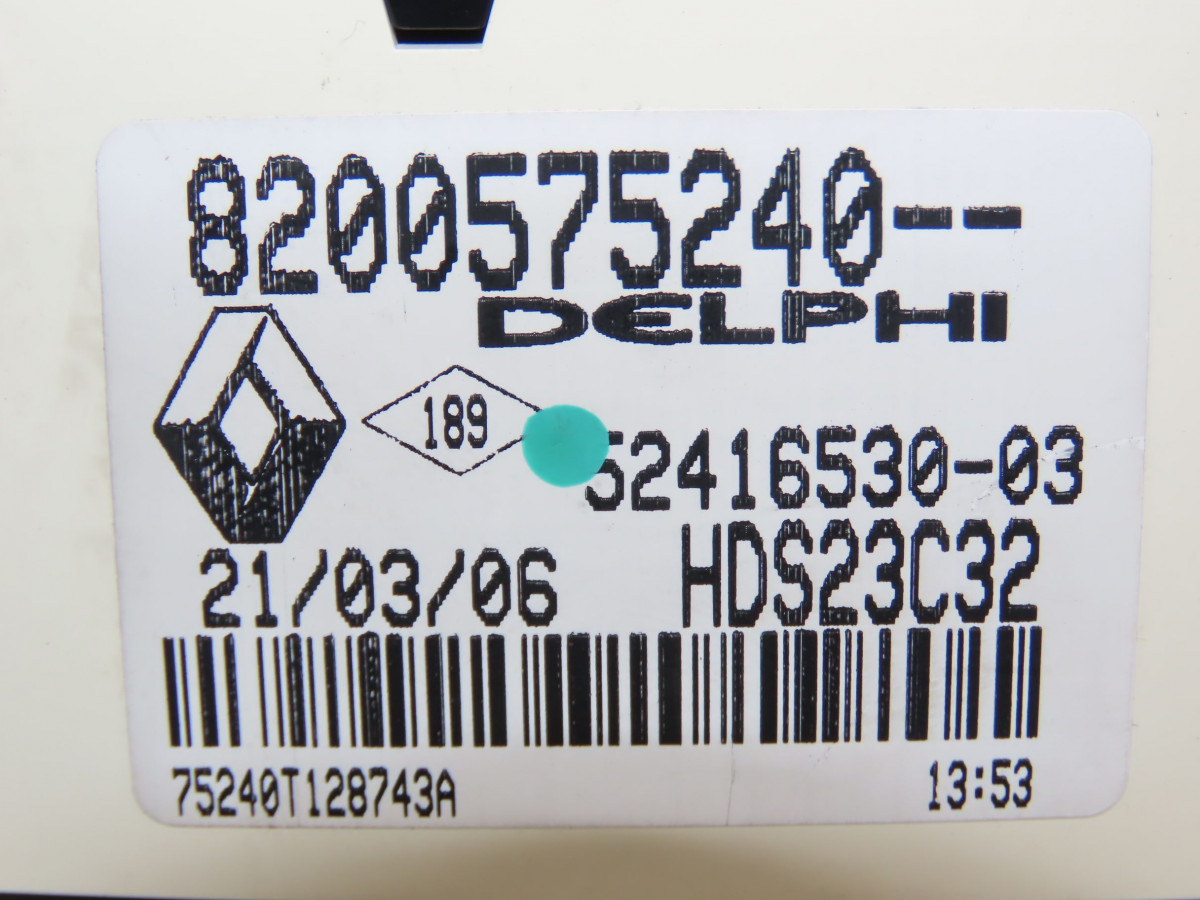 8200575240--
DELPHI
189
52416530-03
21/03/06 HDS23C32
75240T128743A 13:53